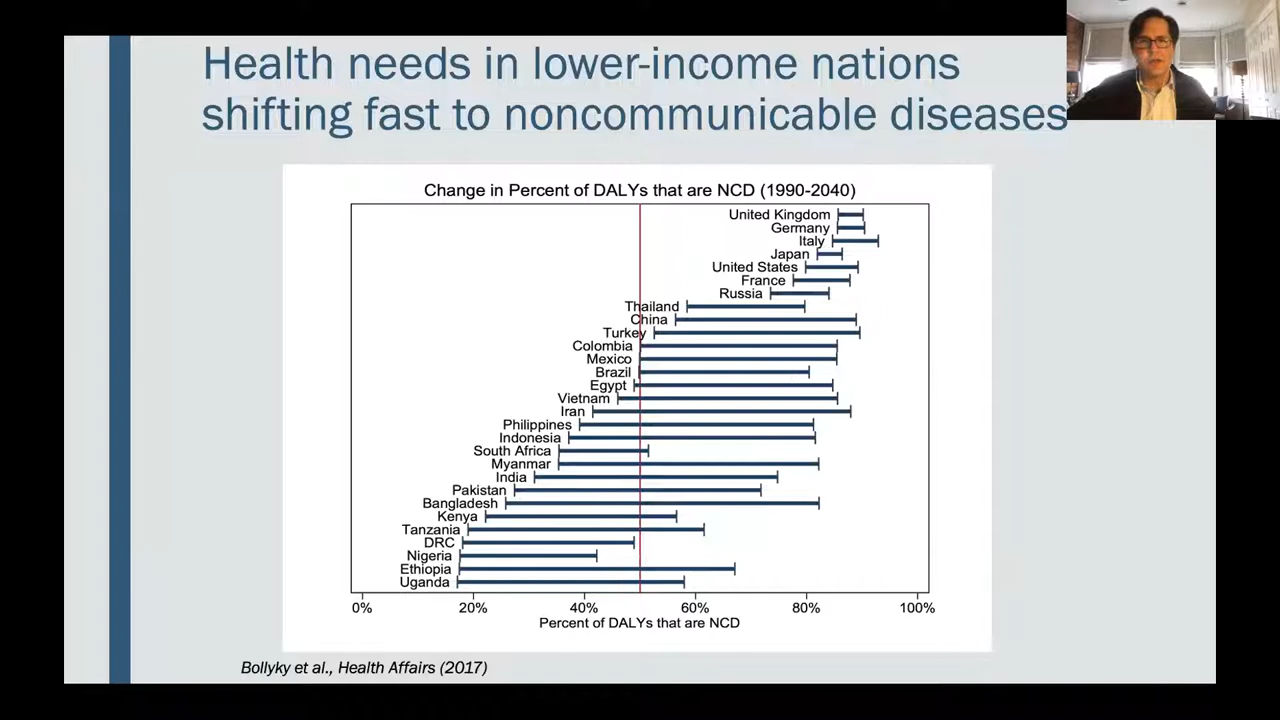 Health needs in lower-income nations
shifting fast to noncommunicable diseases
Change in Percent of DALYs that are NCD (1990-2040)
United Kingdom
Germany
Italy
Japan
United States
France
Russia
Thailand
China
Turkey
Colombia
Mexico
Brazil
Egypt
Vietnam
Iran
Philippines
Indonesia
South Africa
Myanmar
India
Pakistan
Bangladesh
Kenya
Tanzania
DRC
Nigeria
Ethiopia
Uganda
0% 20% 40% 60% 80% 100%
Percent of DALYs that are NCD
Bollyky et al., Health Affairs (2017)